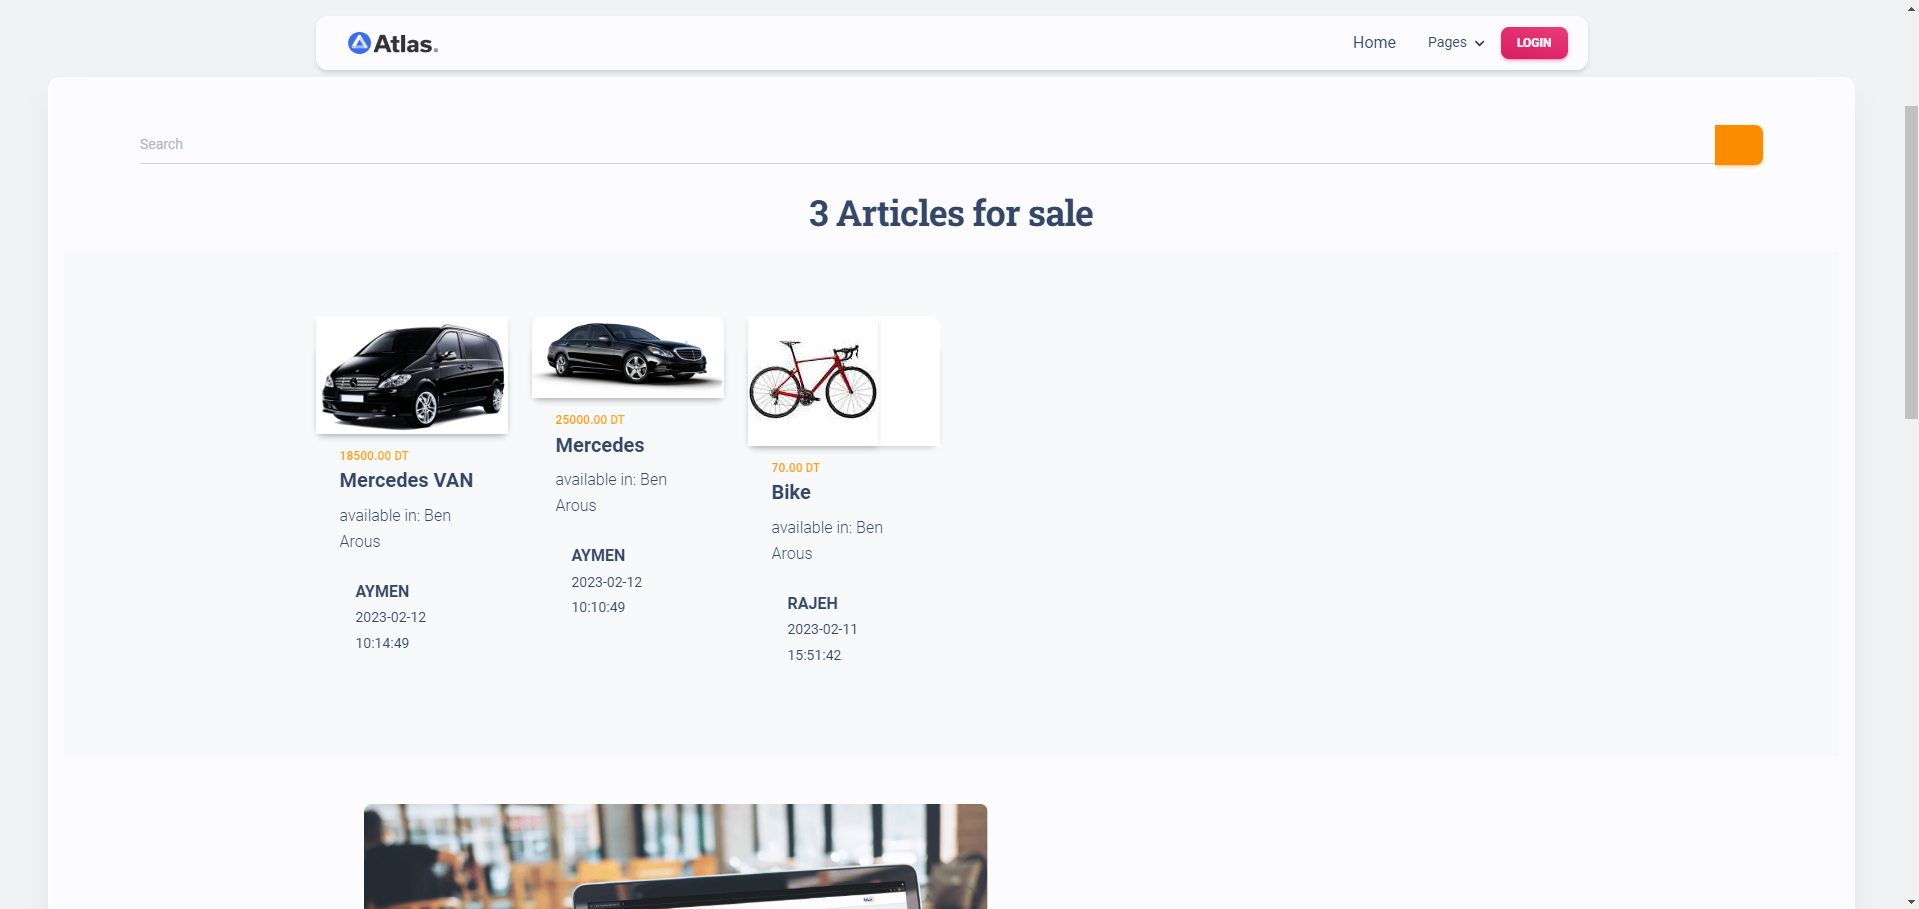 Atlas.
Home
Pages
LOGIN
Search
3 Articles for sale
18500.00 DT
Mercedes VAN
available in: Ben
Arous
AYMEN
2023-02-12
10:14:49
25000.00 DT
Mercedes
available in: Ben
Arous
AYMEN
2023-02-12
10:10:49
70.00 DT
Bike
available in: Ben
Arous
RAJEH
2023-02-11
15:51:42